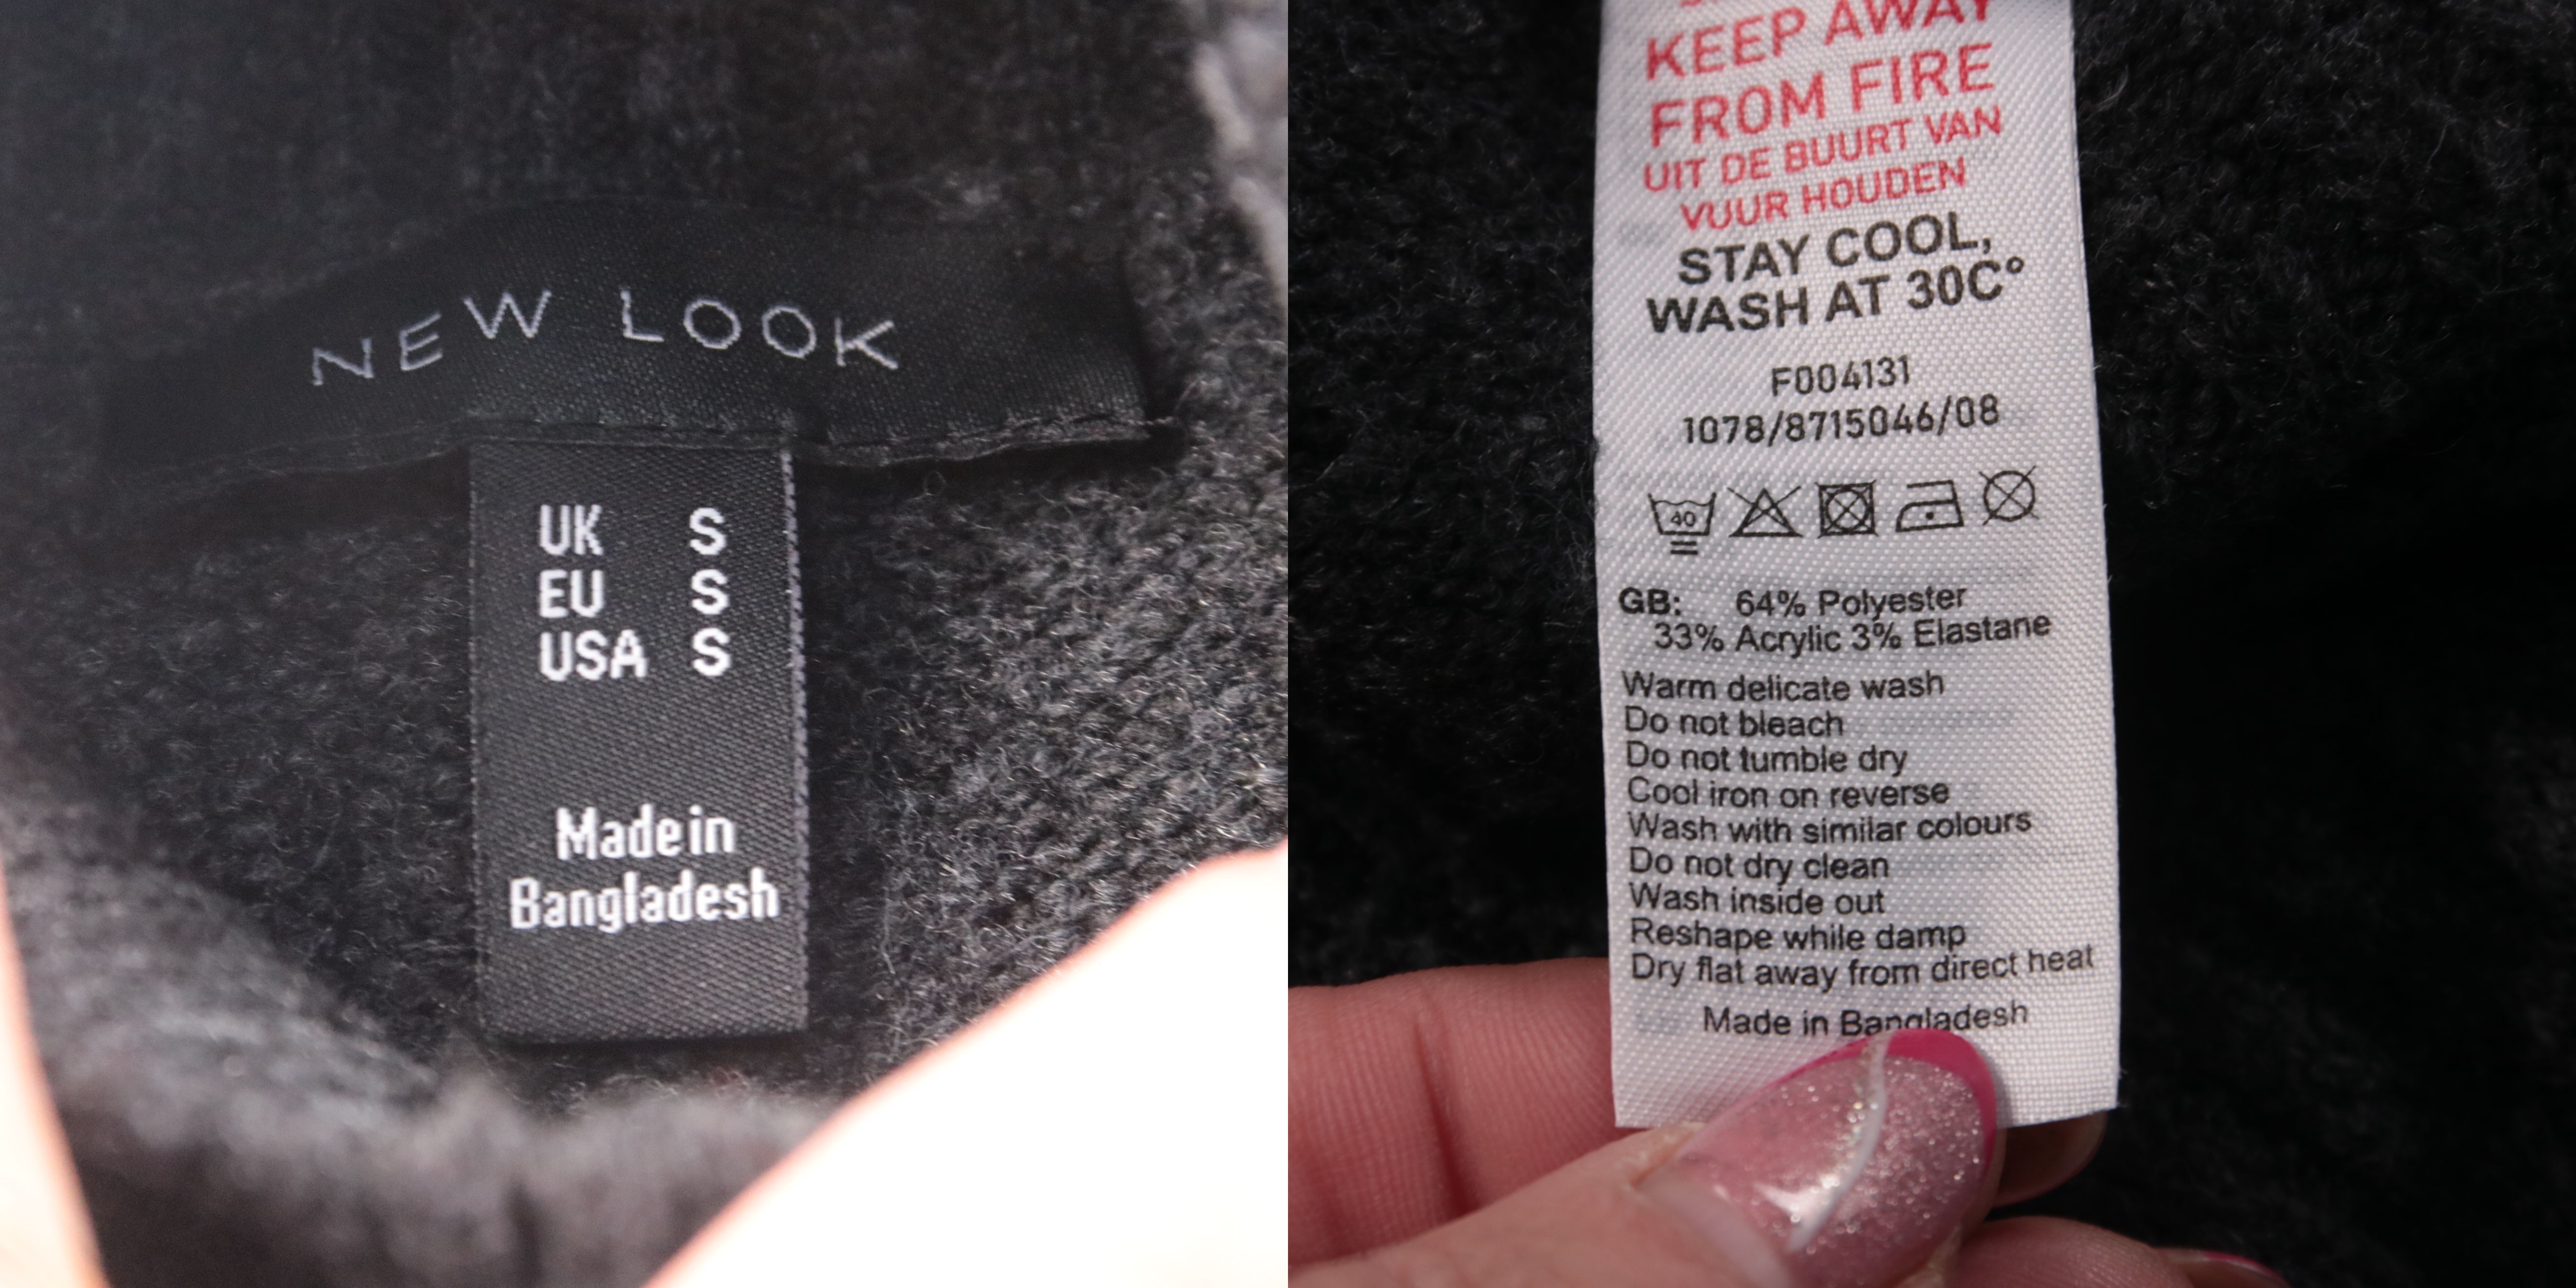 NEW LOOK
UK S
EU S
USA S
Made in
Bangladesh
KEEP AWAY
FROM FIRE
UIT DE BUURT VAN
VUUR HOUDEN
STAY COOL,
WASH AT 30C°
F004131
1078/8715046/08
40
GB: 64% Polyester
33% Acrylic 3% Elastane
Warm delicate wash
Do not bleach
Do not tumble dry
Cool iron on reverse
Wash with similar colours
Do not dry clean
Wash inside out
Reshape while damp
Dry flat away from direct heat
Made in Bangladesh